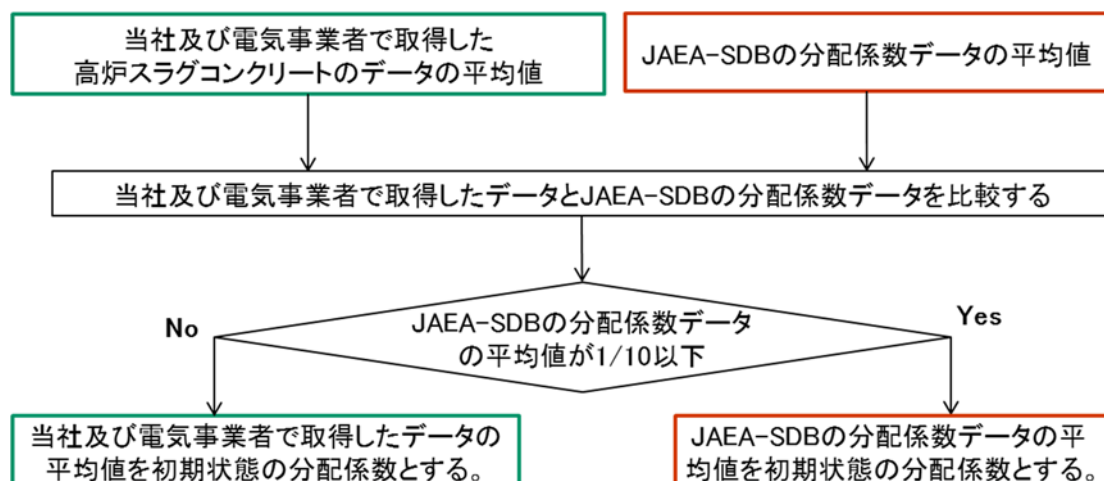 当社及び電気事業者で取得した
高炉スラグコンクリートのデータの平均値
JAEA-SDBの分配係数データの平均値
当社及び電気事業者で取得したデータとJAEA-SDBの分配係数データを比較する
No
JAEA-SDBの分配係数データ
の平均値が1/10以下
Yes
当社及び電気事業者で取得したデータの
平均値を初期状態の分配係数とする。
JAEA-SDBの分配係数データの平
均値を初期状態の分配係数とする。